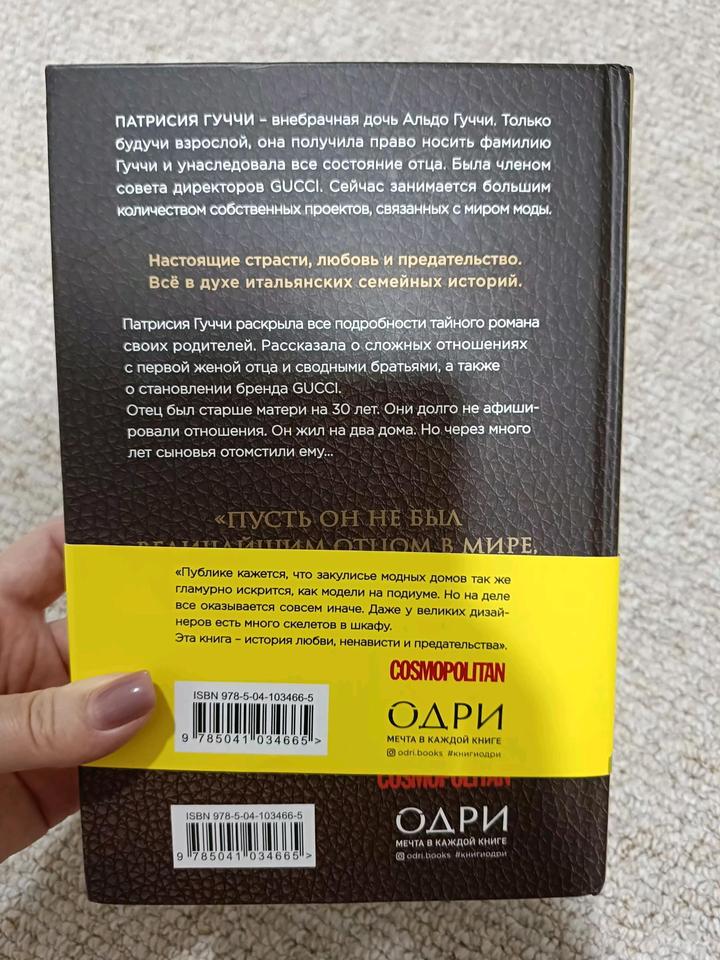 ПАТРИСИЯ ГУЧЧИ – внебрачная дочь Альдо Гуччи. Только
будучи взрослой, она получила право носить фамилию
Гуччи и унаследовала все состояние отца. Была членом
совета директоров GUCCI. Сейчас занимается большим
количеством собственных проектов, связанных с миром моды.
Настоящие страсти, любовь и предательство.
Всё в духе итальянских семейных историй.
Патрисия Гуччи раскрыла все подробности тайного романа
своих родителей. Рассказала о сложных отношениях
с первой женой отца и сводными братьями, а также
о становлении бренда GUCCI.
Отец был старше матери на 30 лет. Они долго не афиши-
ровали отношения. Он жил на два дома. Но через много
лет сыновья отомстили ему...
«ПУСТЬ ОН НЕ БЫЛ
ВЕЛИЧАЙШИМ ОТЦОМ В МИРЕ,
«Публике кажется, что закулисье модных домов так же
гламурно искрится, как модели на подиуме. Но на деле
все оказывается совсем иначе. Даже у великих дизай-
неров есть много скелетов в шкафу.
Эта книга – история любви, ненависти и предательства».
COSMOPOLITAN
ISBN 978-5-04-103466-5
9 785041 034665 >
ОДРИ
МЕЧТА В КАЖДОЙ КНИГЕ
odri.books #книгиодри
COSMOPOLITAN
ISBN 978-5-04-103466-5
9 785041 034665 >
ОДРИ
МЕЧТА В КАЖДОЙ КНИГЕ
odri.books #книгиодри